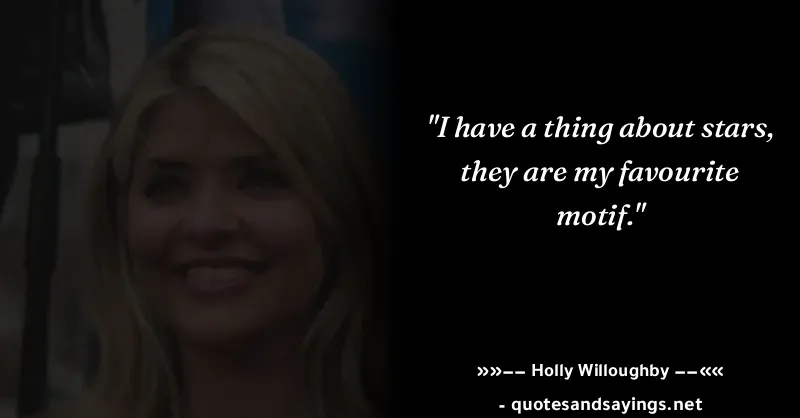 "I have a thing about stars,
they are my favourite
motif."
»»−− Holly Willoughby −−««
- quotesandsayings.net